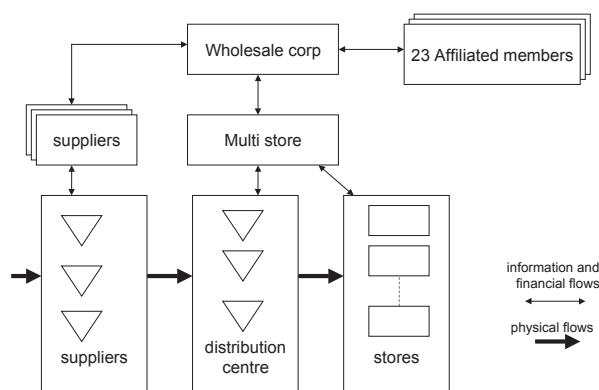 Wholesale corp
23 Affiliated members
suppliers
Multi store
information and
financial flows
physical flows
suppliers
distribution
centre
stores